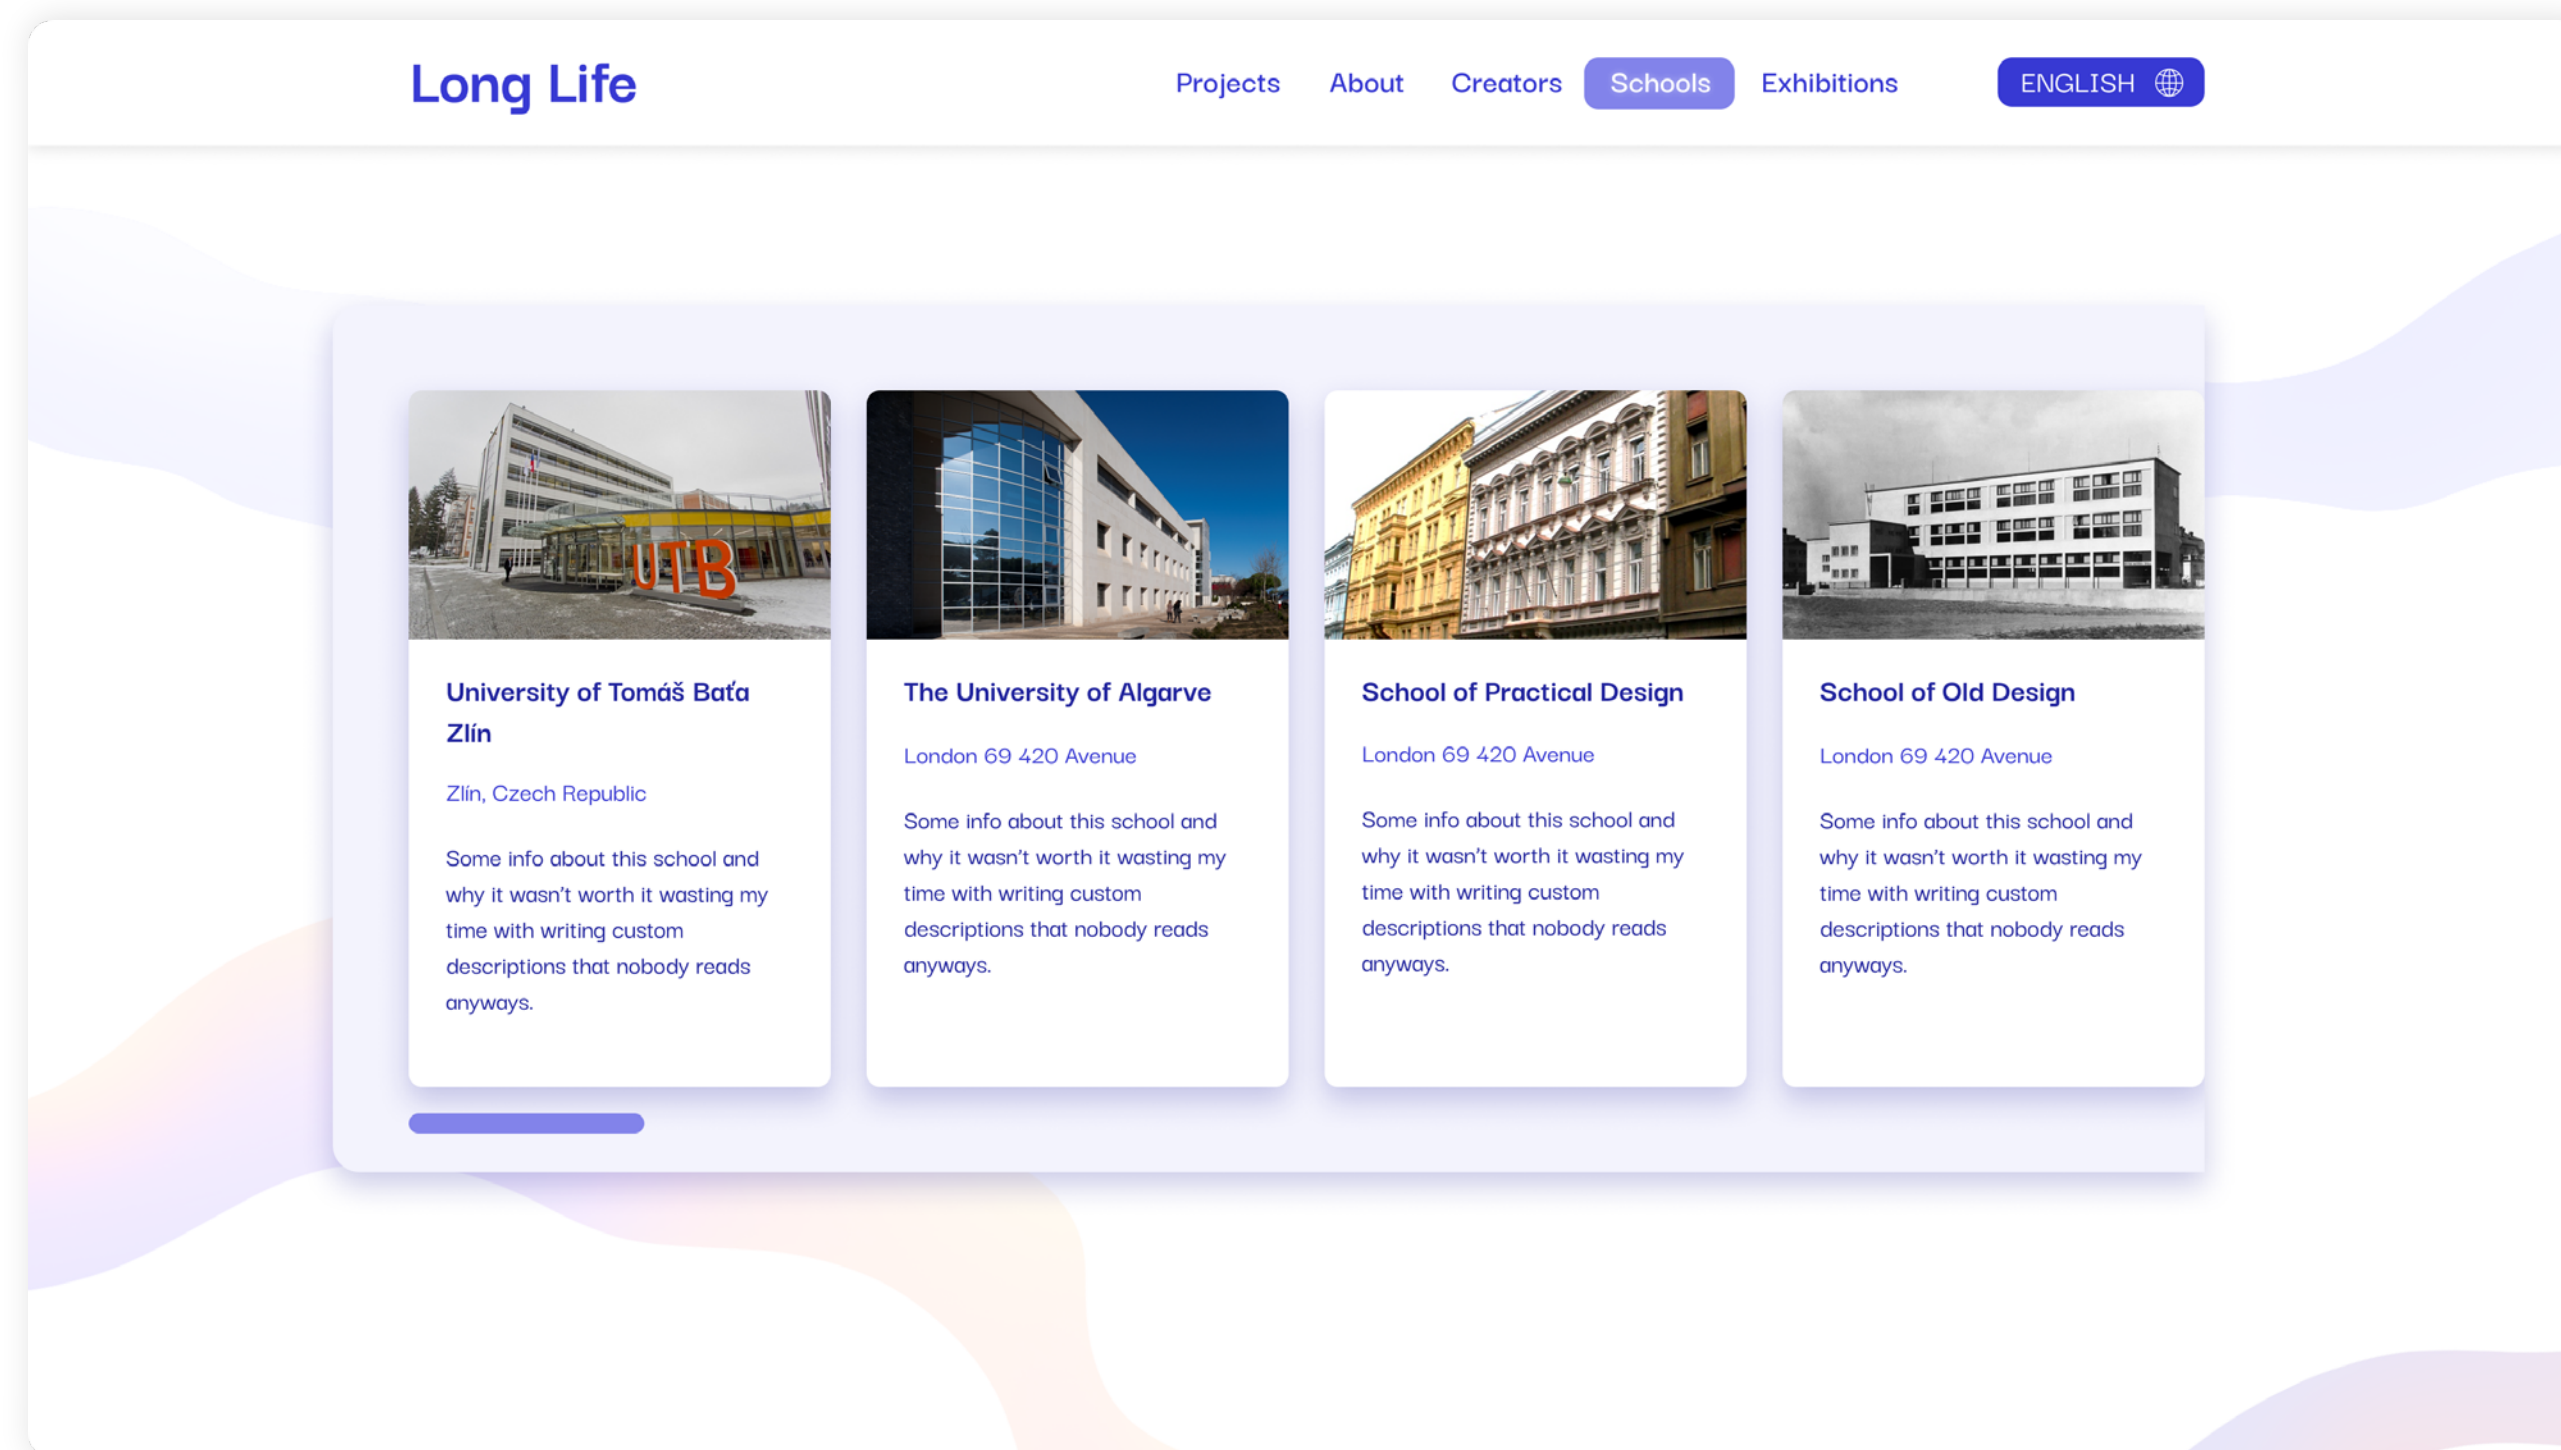 Long Life
Projects About Creators Schools Exhibitions ENGLISH
UTB
University of Tomáš Baťa
Zlín
Zlín, Czech Republic
Some info about this school and
why it wasn't worth it wasting my
time with writing custom
descriptions that nobody reads
anyways.
The University of Algarve
London 69 420 Avenue
Some info about this school and
why it wasn't worth it wasting my
time with writing custom
descriptions that nobody reads
anyways.
School of Practical Design
London 69 420 Avenue
Some info about this school and
why it wasn't worth it wasting my
time with writing custom
descriptions that nobody reads
anyways.
School of Old Design
London 69 420 Avenue
Some info about this school and
why it wasn't worth it wasting my
time with writing custom
descriptions that nobody reads
anyways.